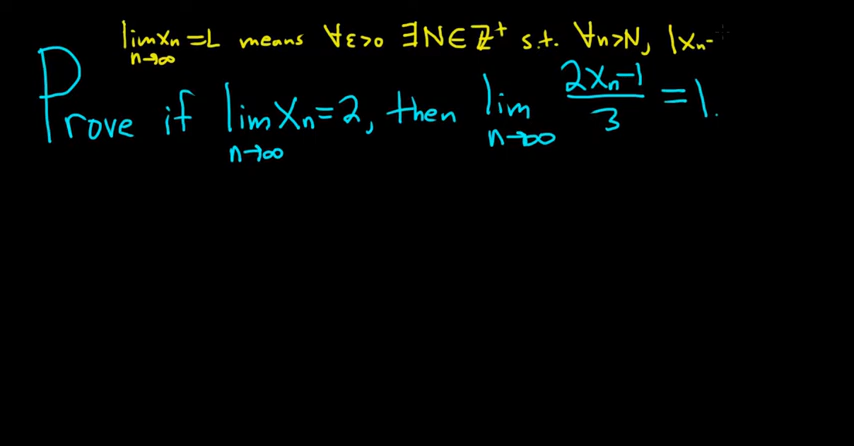 lim xn = L means ∀ε>0 ∃N∈ℤ⁺ s.t. ∀n>N, |xn-
n→∞
Prove if lim xn = 2, then lim (2xn-1)/3 = 1.
n→∞ n→∞